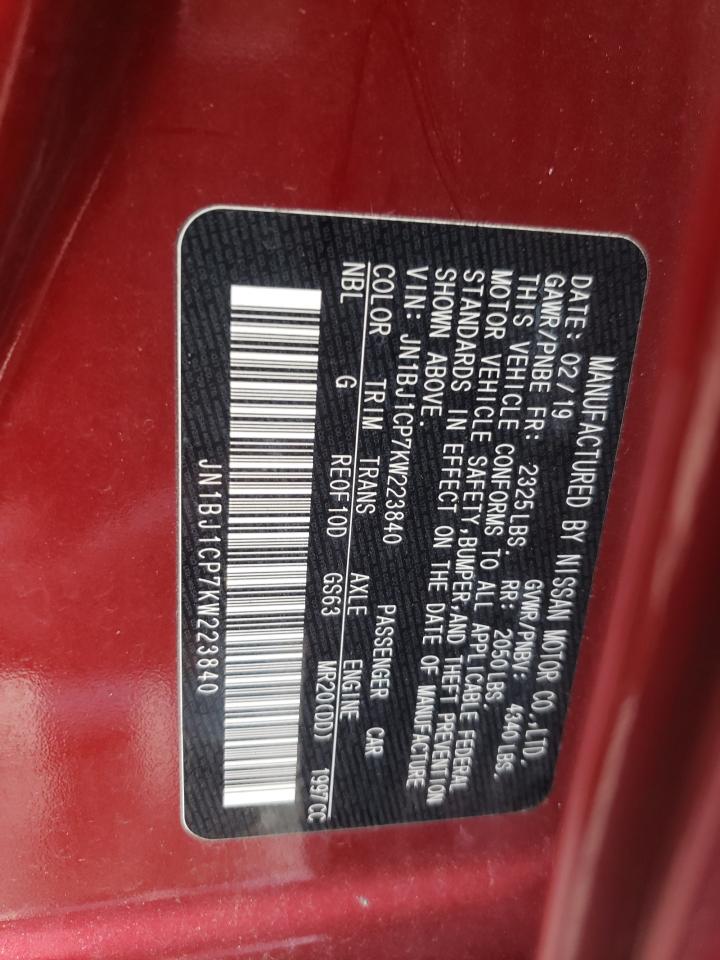 MANUFACTURED BY NISSAN MOTOR CO.,LTD.
DATE: 02/19 GVWR/PNBV: 4340LBS.
GAWR/PNBE FR: 2325LBS. RR: 2050LBS.
THIS VEHICLE CONFORMS TO ALL APPLICABLE FEDERAL
MOTOR VEHICLE SAFETY,BUMPER,AND THEFT PREVENTION
STANDARDS IN EFFECT ON THE DATE OF MANUFACTURE
SHOWN ABOVE.
VIN: JN1BJ1CP7KW223840 PASSENGER CAR
COLOR TRIM TRANS AXLE ENGINE
NBL G RE0F10D GS63 MR20(DD) 1997CC
JN1BJ1CP7KW223840